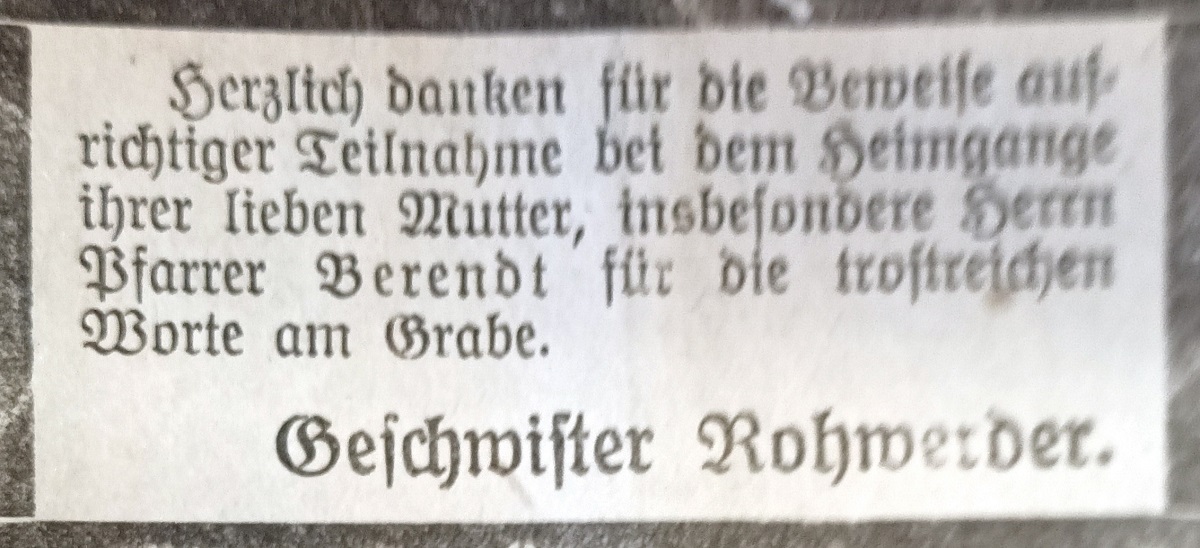 Herzlich danken für die Beweiſe auf-
richtiger Teilnahme bei dem Heimgange
ihrer lieben Mutter, insbeſondere Herrn
Pfarrer Berendt für die troſtreichen
Worte am Grabe.
Geſchwiſter Rohwerder.